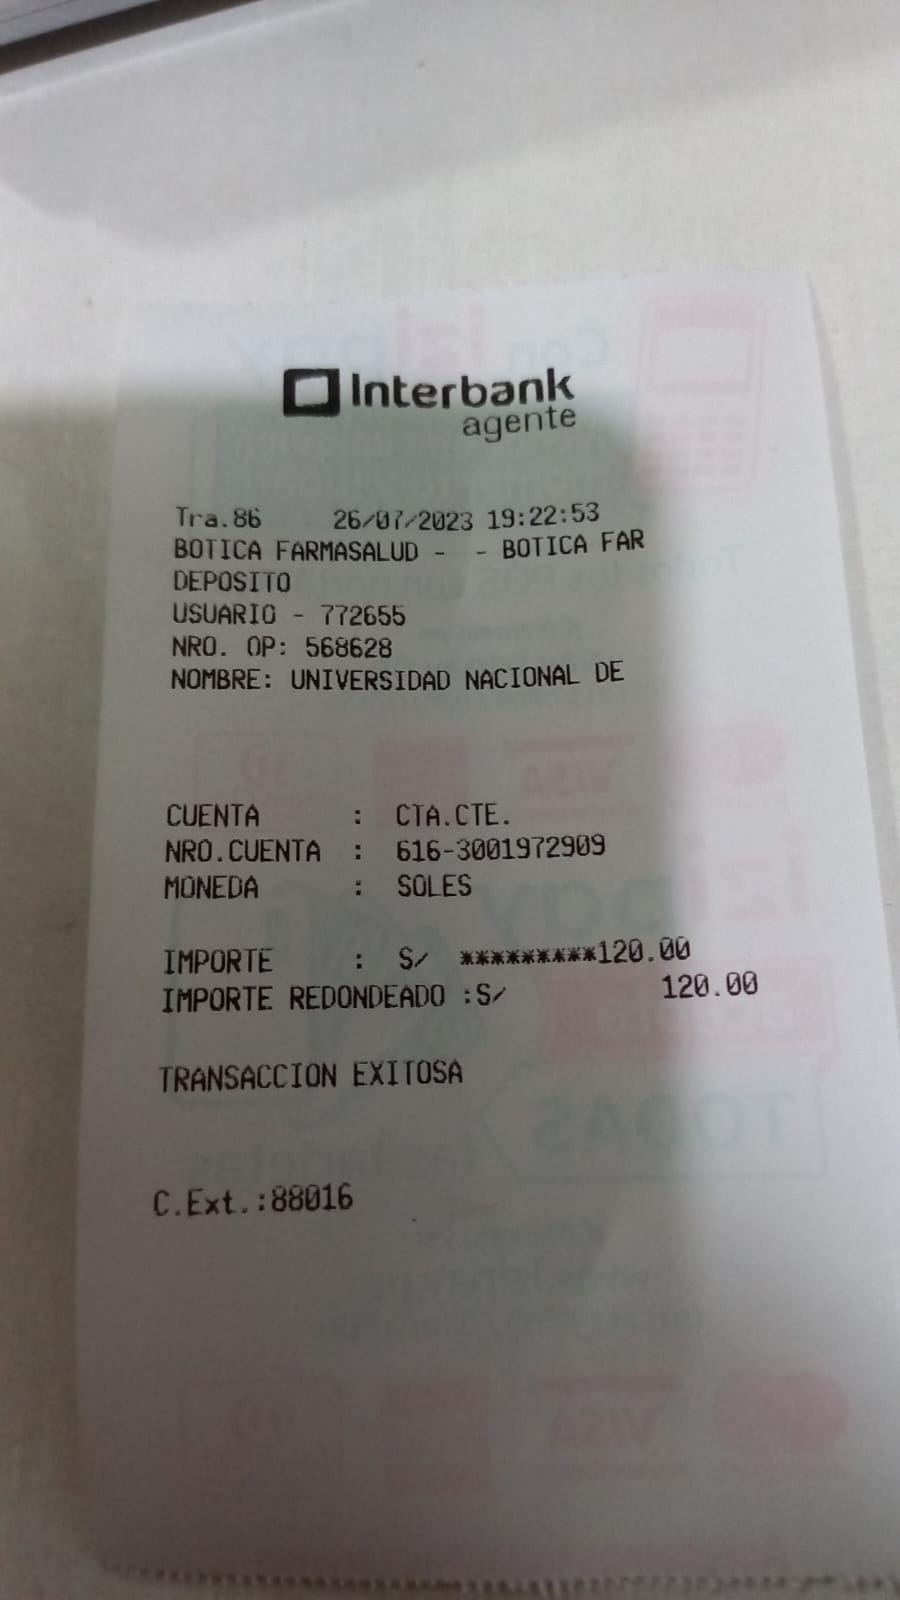 Interbank
agente
Tra.86 26/07/2023 19:22:53
BOTICA FARMASALUD - - BOTICA FAR
DEPOSITO
USUARIO - 772655
NRO. OP: 568628
NOMBRE: UNIVERSIDAD NACIONAL DE
CUENTA : CTA.CTE.
NRO.CUENTA : 616-3001972909
MONEDA : SOLES
IMPORTE : S/ *********120.00
IMPORTE REDONDEADO :S/ 120.00
TRANSACCION EXITOSA
C.Ext.:88016